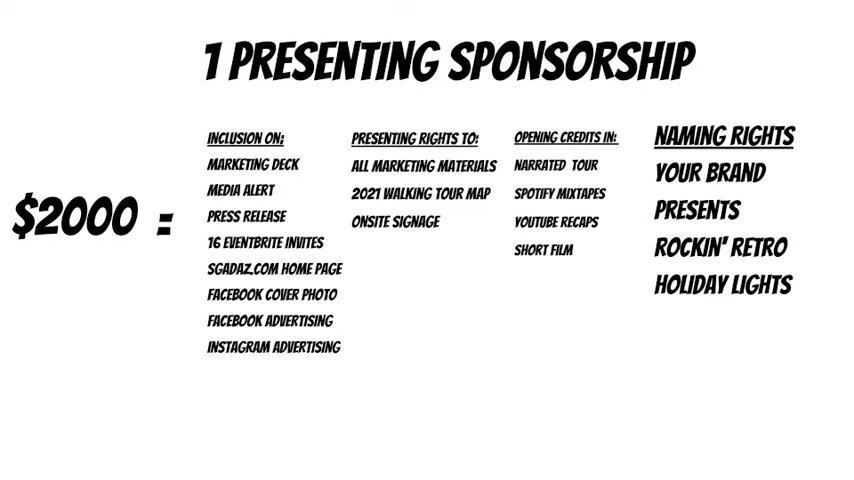 1 PRESENTING SPONSORSHIP
$2000 =
INCLUSION ON;
MARKETING DECK
MEDIA ALERT
PRESS RELEASE
16 EVENTBRITE INVITES
SGADAZ.COM HOME PAGE
FACEBOOK COVER PHOTO
FACEBOOK ADVERTISING
INSTAGRAM ADVERTISING
PRESENTING RIGHTS TO:
ALL MARKETING MATERIALS
2021 WALKING TOUR MAP
ONSITE SIGNAGE
OPENING CREDITS IN:
NARRATED TOUR
SPOTIFY MIXTAPES
YOUTUBE RECAPS
SHORT FILM
NAMING RIGHTS
YOUR BRAND
PRESENTS
ROCKIN' RETRO
HOLIDAY LIGHTS